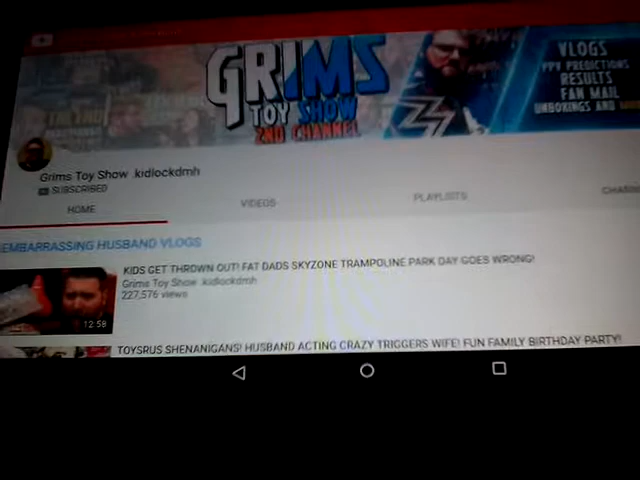 GRIMS
TOY SHOW
2ND CHANNEL
VLOGS
PPV PREDICTIONS
RESULTS
FAN MAIL
UNBOXINGS AND
Grims Toy Show .kidlockdmh
SUBSCRIBED
HOME
VIDEOS
PLAYLISTS
EMBARRASSING HUSBAND VLOGS
KIDS GET THROWN OUT! FAT DADS SKYZONE TRAMPOLINE PARK DAY GOES WRONG!
Grims Toy Show .kidlockdmh
227,576 views
12:58
TOYSRUS SHENANIGANS! HUSBAND ACTING CRAZY TRIGGERS WIFE! FUN FAMILY BIRTHDAY PARTY!